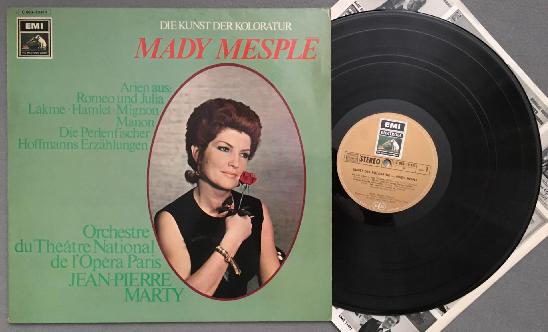 EMI
DIE KUNST DER KOLORATUR
MADY MESPLE
Arien aus:
Romeo und Julia
Lakme · Hamlet · Mignon
Manon
Die Perlenfischer
Hoffmanns Erzählungen
Orchestre
du Théâtre National
de l'Opéra Paris
JEAN-PIERRE
MARTY
EMI
STEREO